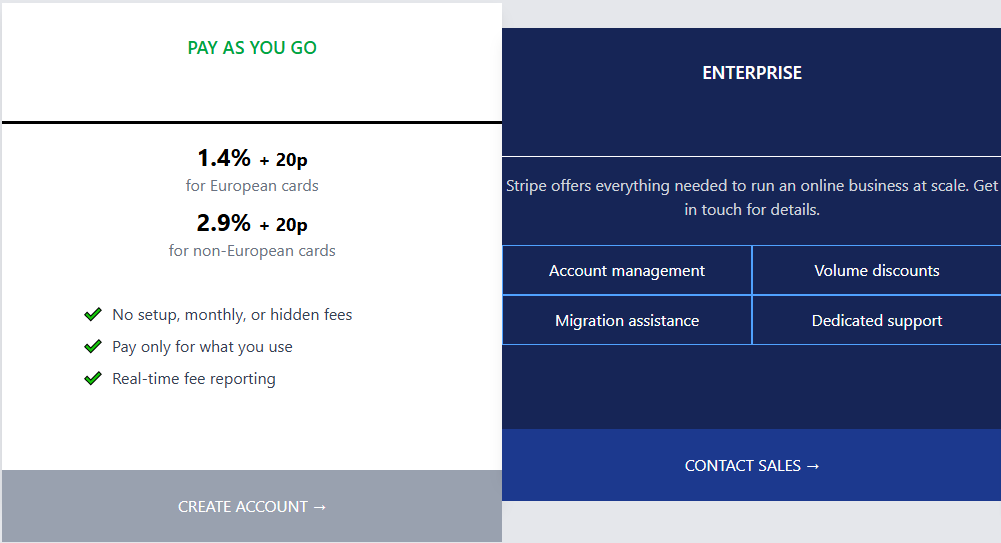 PAY AS YOU GO
1.4% + 20p
for European cards
2.9% + 20p
for non-European cards
No setup, monthly, or hidden fees
Pay only for what you use
Real-time fee reporting
CREATE ACCOUNT →
ENTERPRISE
Stripe offers everything needed to run an online business at scale. Get
in touch for details.
Account management
Volume discounts
Migration assistance
Dedicated support
CONTACT SALES →